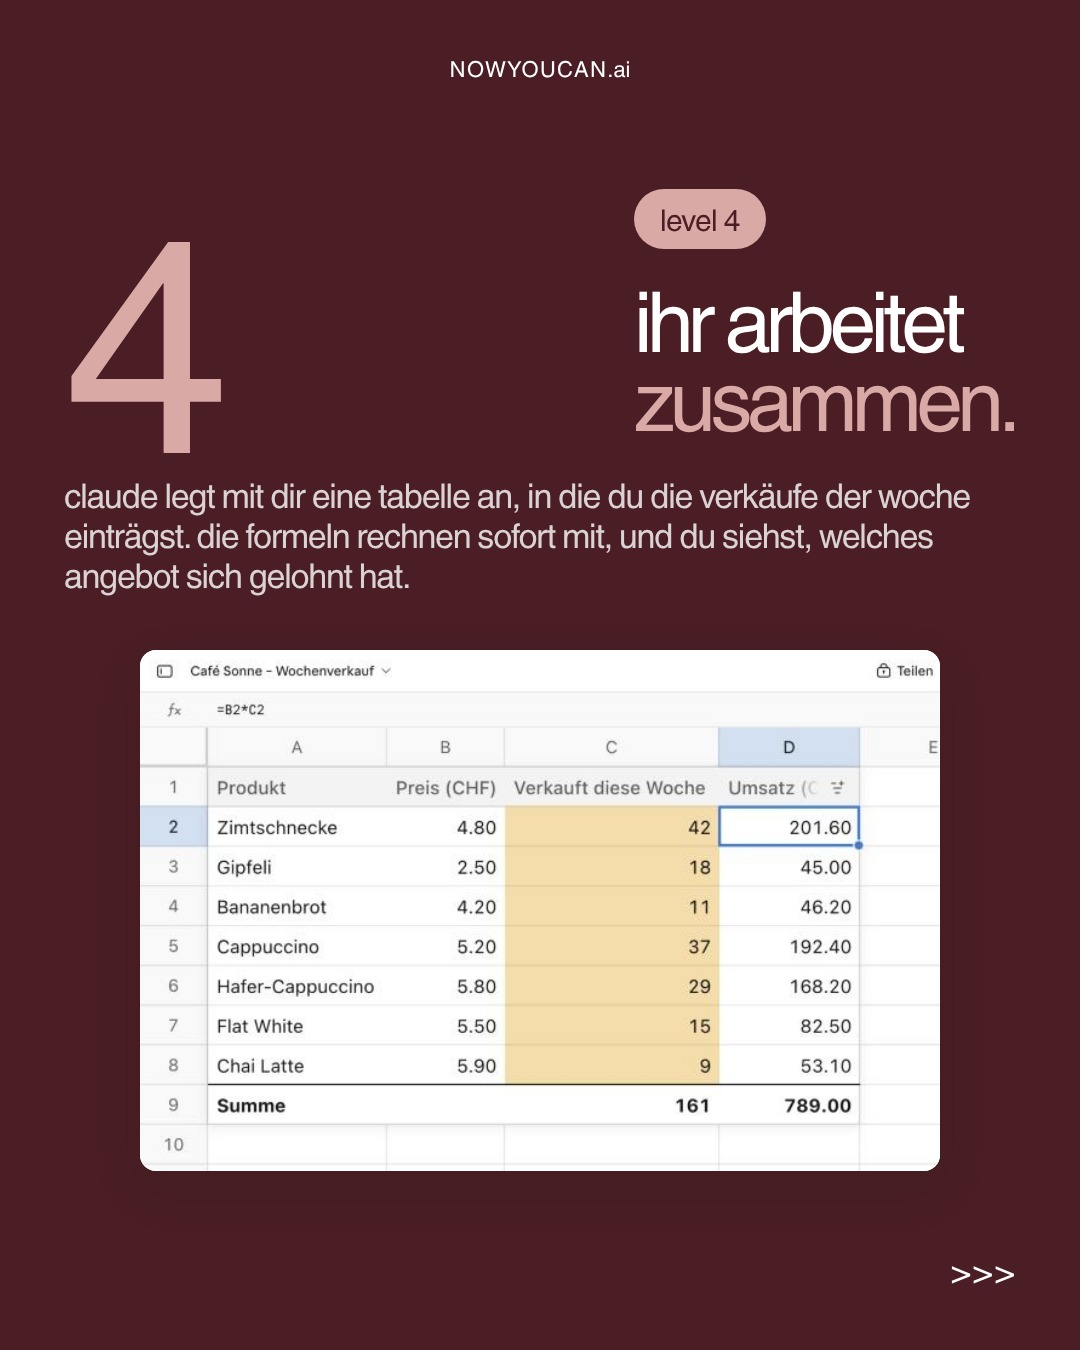 NOWYOUCAN.ai
4
level 4
ihr arbeitet
zusammen.
claude legt mit dir eine tabelle an, in die du die verkäufe der woche
einträgst. die formeln rechnen sofort mit, und du siehst, welches
angebot sich gelohnt hat.
Café Sonne – Wochenverkauf
Teilen
fx =B2*C2
A B C D E
1 Produkt Preis (CHF) Verkauft diese Woche Umsatz (C
2 Zimtschnecke 4.80 42 201.60
3 Gipfeli 2.50 18 45.00
4 Bananenbrot 4.20 11 46.20
5 Cappuccino 5.20 37 192.40
6 Hafer-Cappuccino 5.80 29 168.20
7 Flat White 5.50 15 82.50
8 Chai Latte 5.90 9 53.10
9 Summe 161 789.00
10
>>>